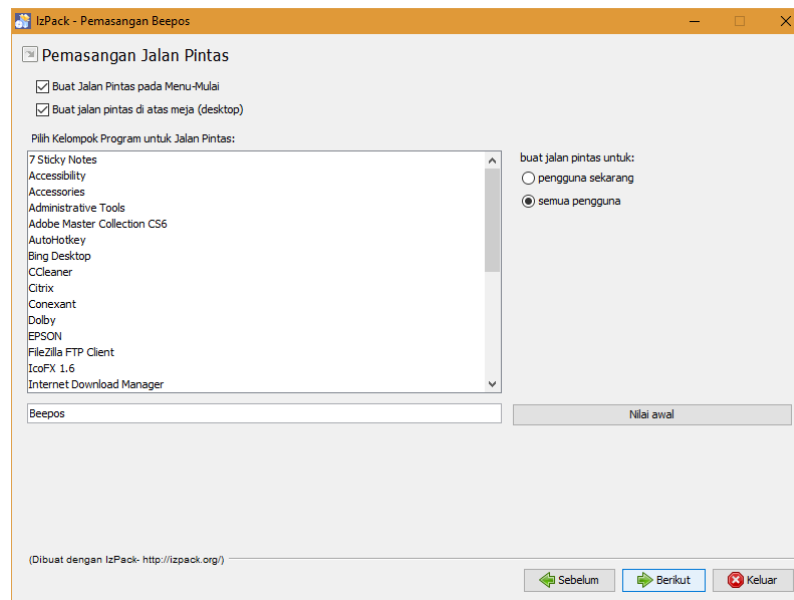 IzPack - Pemasangan Beepos
Pemasangan Jalan Pintas
Buat Jalan Pintas pada Menu-Mulai
Buat jalan pintas di atas meja (desktop)
Pilih Kelompok Program untuk Jalan Pintas:
7 Sticky Notes
Accessibility
Accessories
Administrative Tools
Adobe Master Collection CS6
AutoHotkey
Bing Desktop
CCleaner
Citrix
Conexant
Dolby
EPSON
FileZilla FTP Client
IcoFX 1.6
Internet Download Manager
buat jalan pintas untuk:
pengguna sekarang
semua pengguna
Beepos
Nilai awal
(Dibuat dengan IzPack- http://izpack.org/)
Sebelum
Berikut
Keluar